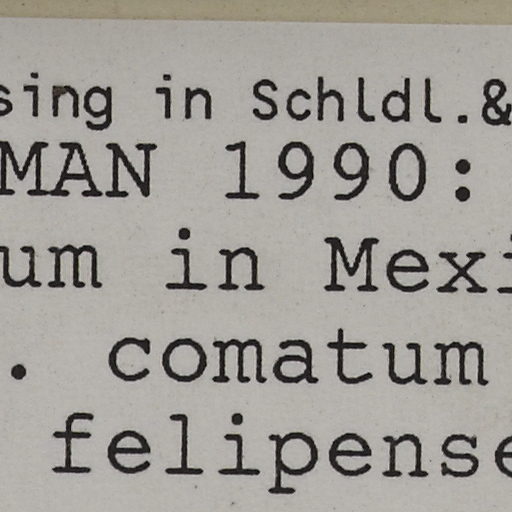 sing in Schldl.&
MAN 1990:
um in Mexi
. comatum
felipense